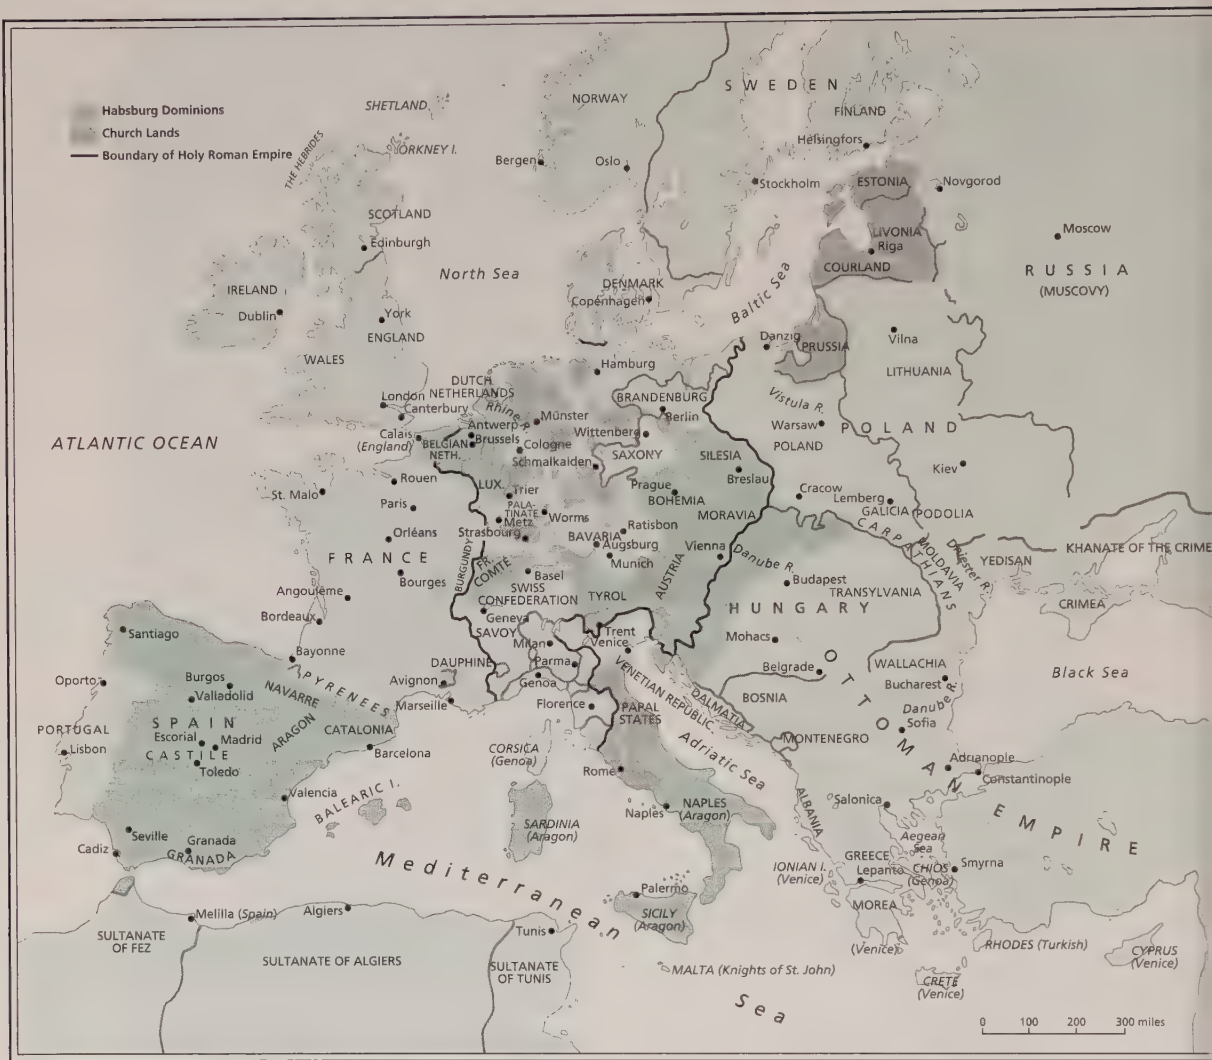 Habsburg Dominions
Church Lands
Boundary of Holy Roman Empire
SHETLAND
ORKNEY I.
THE HEBRIDES
NORWAY
SWEDEN
FINLAND
Helsingfors
Bergen
Oslo
Stockholm
ESTONIA
Novgorod
SCOTLAND
Edinburgh
LIVONIA
Riga
Moscow
North Sea
COURLAND
RUSSIA
(MUSCOVY)
IRELAND
Dublin
DENMARK
Copenhagen
Baltic Sea
York
ENGLAND
WALES
Danzig
PRUSSIA
Vilna
LITHUANIA
Hamburg
DUTCH
NETHERLANDS
BRANDENBURG
Berlin
London
Canterbury
Rhine R.
Münster
Vistula R.
Warsaw
POLAND
POLAND
ATLANTIC OCEAN
Calais
(England)
Antwerp
Brussels
BELGIAN
NETH.
Cologne
Wittenberg
SAXONY
SILESIA
Breslau
Kiev
Schmalkalden
Rouen
St. Malo
Paris
LUX.
Trier
PALA-
TINATE
Metz
Worms
Prague
BOHEMIA
MORAVIA
Cracow
Lemberg
GALICIA
PODOLIA
Orléans
Strasbourg
BAVARIA
Ratisbon
Augsburg
Munich
Vienna
Danube R.
CARPATHIANS
MOLDAVIA
Dniester R.
YEDISAN
KHANATE OF THE CRIME
FRANCE
Bourges
BURGUNDY
FR.
COMTE
Basel
SWISS
CONFEDERATION
TYROL
AUSTRIA
Budapest
TRANSYLVANIA
HUNGARY
CRIMEA
Angouleme
Bordeaux
Geneva
SAVOY
Milan
Trent
Venice
Mohacs
Santiago
Bayonne
PYRENEES
DAUPHINE
Parma
Genoa
VENETIAN REPUBLIC
Belgrade
WALLACHIA
Bucharest
Black Sea
Oporto
Burgos
Valladolid
NAVARRE
Avignon
Marseille
Florence
PAPAL
STATES
DALMATIA
BOSNIA
Danube R.
Sofia
PORTUGAL
Lisbon
SPAIN
Escorial
Madrid
CASTILE
Toledo
ARAGON
CATALONIA
Barcelona
CORSICA
(Genoa)
Rome
Adriatic Sea
MONTENEGRO
OTTOMAN EMPIRE
Adrianople
Constantinople
Valencia
BALEARIC I.
SARDINIA
(Aragon)
Naples
NAPLES
(Aragon)
ALBANIA
Salonica
Seville
Cadiz
Granada
GRANADA
Mediterranean
Sea
Aegean
Sea
IONIAN I.
(Venice)
GREECE
Lepanto
CHIOS
(Genoa)
Smyrna
Palermo
SICILY
(Aragon)
MOREA
(Venice)
Melilla (Spain)
Algiers
Tunis
SULTANATE
OF FEZ
SULTANATE OF ALGIERS
SULTANATE
OF TUNIS
MALTA (Knights of St. John)
RHODES (Turkish)
CYPRUS
(Venice)
CRETE
(Venice)
0 100 200 300 miles